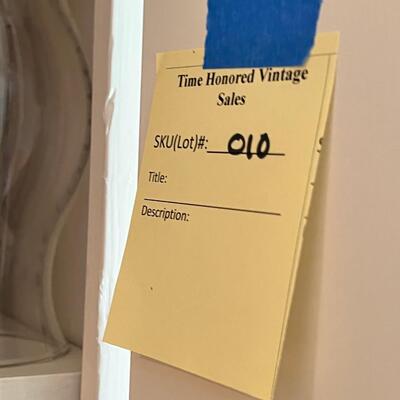 Time Honored Vintage
Sales
SKU(Lot)#: 010
Title:
Description: